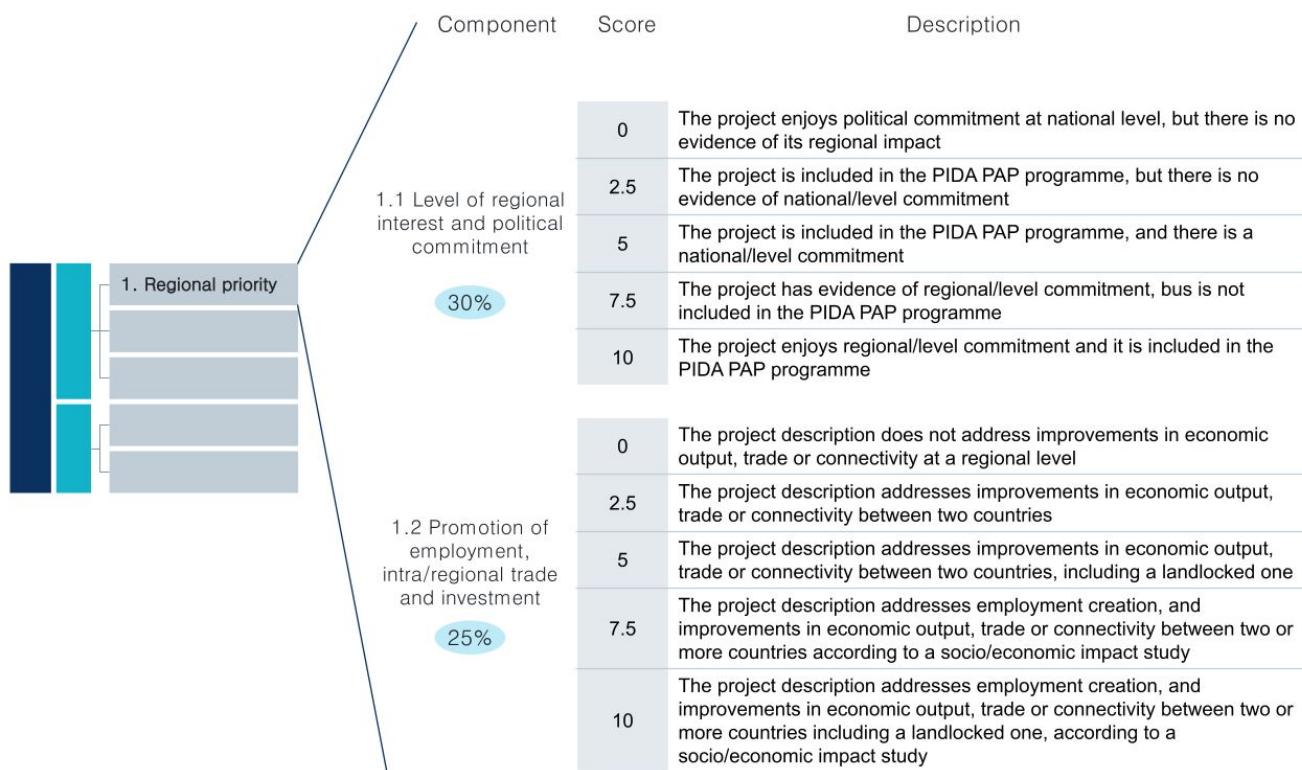 Component Score Description
0
The project enjoys political commitment at national level, but there is no
evidence of its regional impact
2.5
The project is included in the PIDA PAP programme, but there is no
evidence of national/level commitment
1.1 Level of regional
interest and political
commitment
30%
5
The project is included in the PIDA PAP programme, and there is a
national/level commitment
1. Regional priority
7.5
The project has evidence of regional/level commitment, bus is not
included in the PIDA PAP programme
10
The project enjoys regional/level commitment and it is included in the
PIDA PAP programme
0
The project description does not address improvements in economic
output, trade or connectivity at a regional level
2.5
The project description addresses improvements in economic output,
trade or connectivity between two countries
1.2 Promotion of
employment,
intra/regional trade
and investment
25%
5
The project description addresses improvements in economic output,
trade or connectivity between two countries, including a landlocked one
7.5
The project description addresses employment creation, and
improvements in economic output, trade or connectivity between two or
more countries according to a socio/economic impact study
10
The project description addresses employment creation, and
improvements in economic output, trade or connectivity between two or
more countries including a landlocked one, according to a
socio/economic impact study